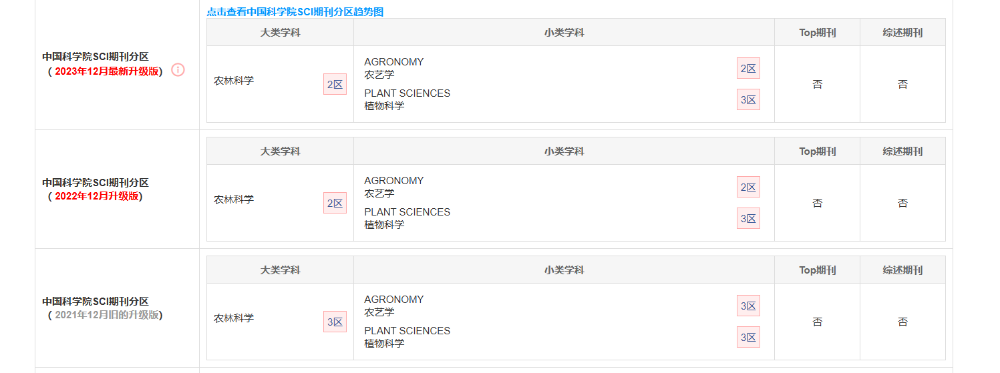 点击查看中国科学院SCI期刊分区趋势图
中国科学院SCI期刊分区
（ 2023年12月最新升级版)
大类学科
小类学科
Top期刊
综述期刊
农林科学
2区
AGRONOMY
农艺学
2区
PLANT SCIENCES
植物科学
3区
否
否
中国科学院SCI期刊分区
（ 2022年12月升级版)
大类学科
小类学科
Top期刊
综述期刊
农林科学
2区
AGRONOMY
农艺学
2区
PLANT SCIENCES
植物科学
3区
否
否
中国科学院SCI期刊分区
（ 2021年12月旧的升级版)
大类学科
小类学科
Top期刊
综述期刊
农林科学
3区
AGRONOMY
农艺学
3区
PLANT SCIENCES
植物科学
3区
否
否